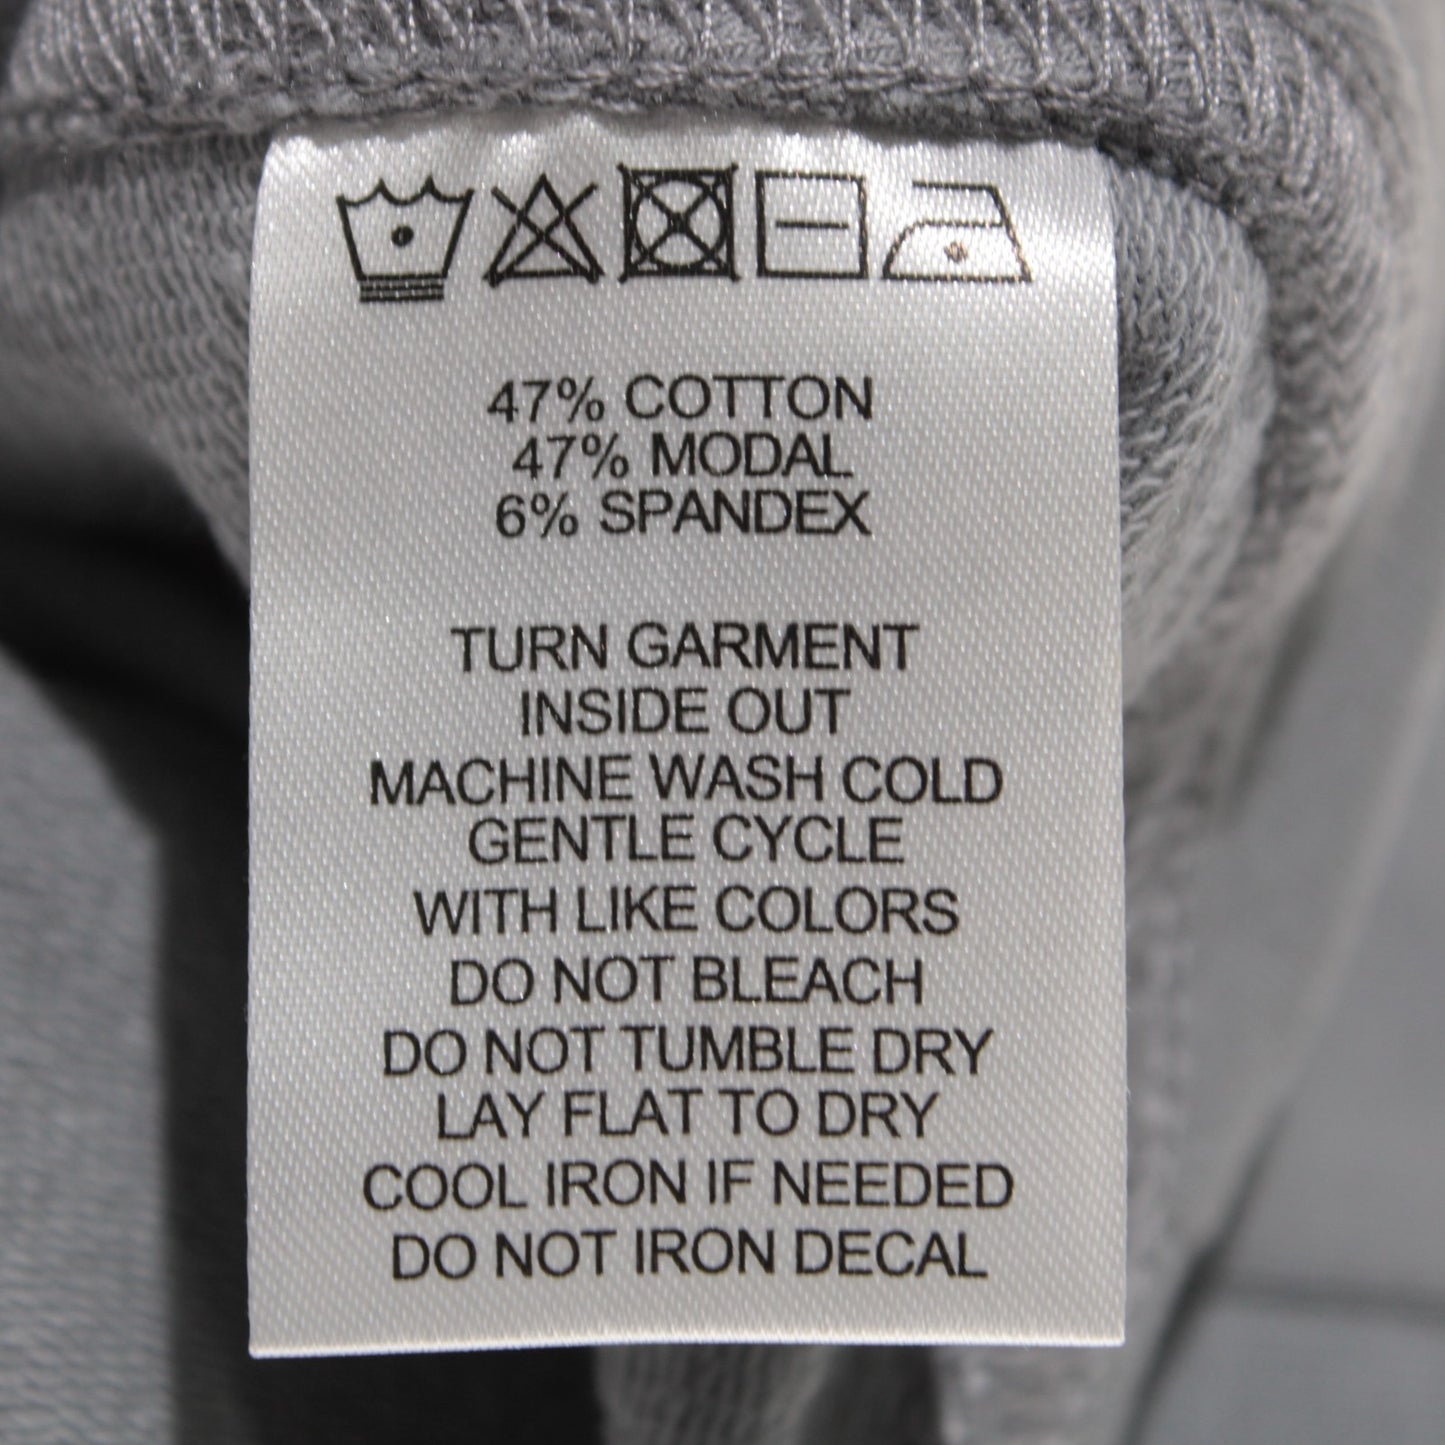 47% COTTON
47% MODAL
6% SPANDEX
TURN GARMENT
INSIDE OUT
MACHINE WASH COLD
GENTLE CYCLE
WITH LIKE COLORS
DO NOT BLEACH
DO NOT TUMBLE DRY
LAY FLAT TO DRY
COOL IRON IF NEEDED
DO NOT IRON DECAL